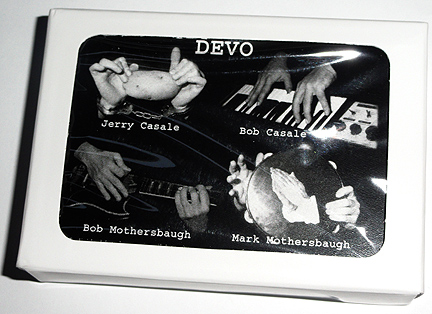 DEVO
Jerry Casale
Bob Casale
Bob Mothersbaugh
Mark Mothersbaugh